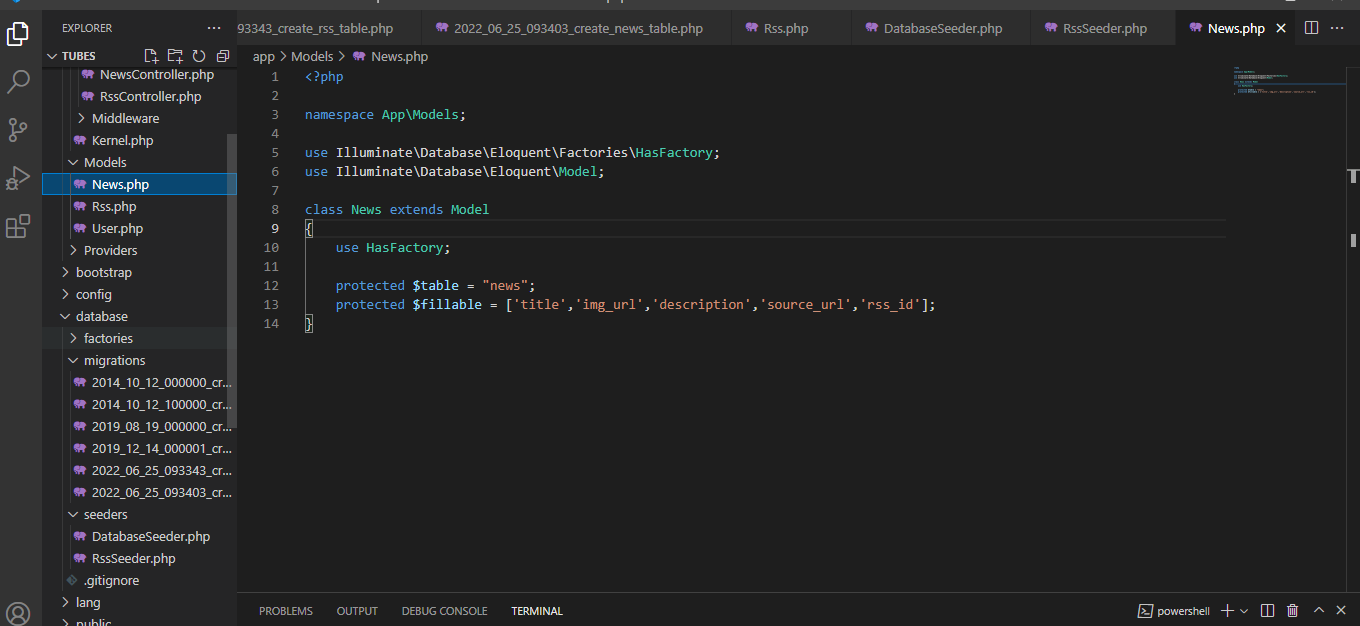 EXPLORER
TUBES
NewsController.php
RssController.php
Middleware
Kernel.php
Models
News.php
Rss.php
User.php
Providers
bootstrap
config
database
factories
migrations
2014_10_12_000000_cr...
2014_10_12_100000_cr...
2019_08_19_000000_cr...
2019_12_14_000001_cr...
2022_06_25_093343_cr...
2022_06_25_093403_cr...
seeders
DatabaseSeeder.php
RssSeeder.php
.gitignore
lang
public
93343_create_rss_table.php 2022_06_25_093403_create_news_table.php Rss.php DatabaseSeeder.php RssSeeder.php News.php
app > Models > News.php
1 <?php
2
3 namespace App\Models;
4
5 use Illuminate\Database\Eloquent\Factories\HasFactory;
6 use Illuminate\Database\Eloquent\Model;
7
8 class News extends Model
9 {
10 use HasFactory;
11
12 protected $table = "news";
13 protected $fillable = ['title','img_url','description','source_url','rss_id'];
14 }
PROBLEMS OUTPUT DEBUG CONSOLE TERMINAL powershell